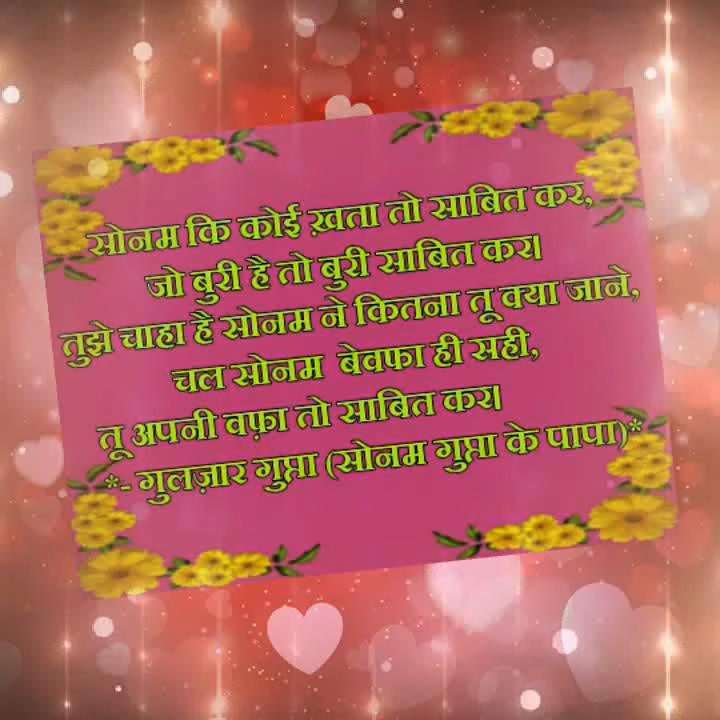 सोनम कि कोई ख़ता तो साबित कर,
जो बुरी है तो बुरी साबित कर।
तुझे चाहा है सोनम ने कितना तू क्या जाने,
चल सोनम बेवफा ही सही,
तू अपनी वफ़ा तो साबित कर।
*- गुलज़ार गुप्ता (सोनम गुप्ता के पापा)*